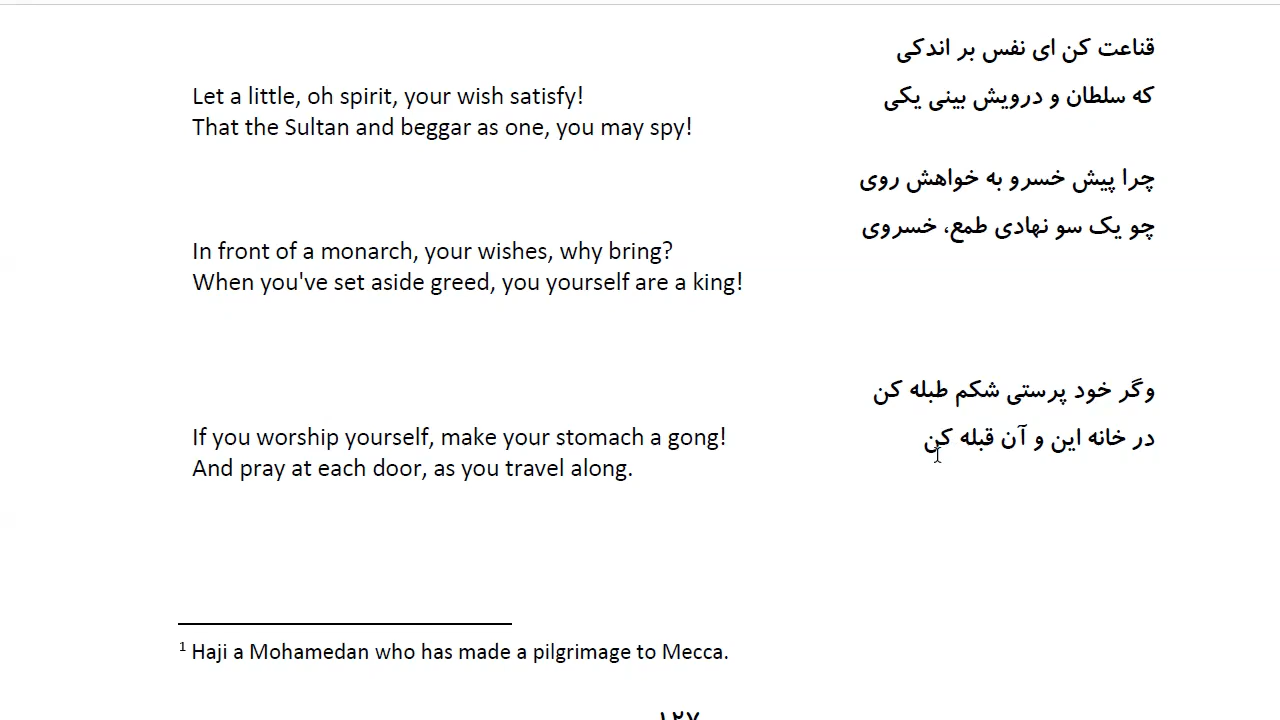 قناعت کن ای نفس بر اندکی
که سلطان و درویش بینی یکی
Let a little, oh spirit, your wish satisfy!
That the Sultan and beggar as one, you may spy!
چرا پیش خسرو به خواهش روی
چو یک سو نهادی طمع، خسروی
In front of a monarch, your wishes, why bring?
When you've set aside greed, you yourself are a king!
وگر خود پرستی شکم طبله کن
در خانه این و آن قبله کن
If you worship yourself, make your stomach a gong!
And pray at each door, as you travel along.
1 Haji a Mohamedan who has made a pilgrimage to Mecca.
۱۲۷